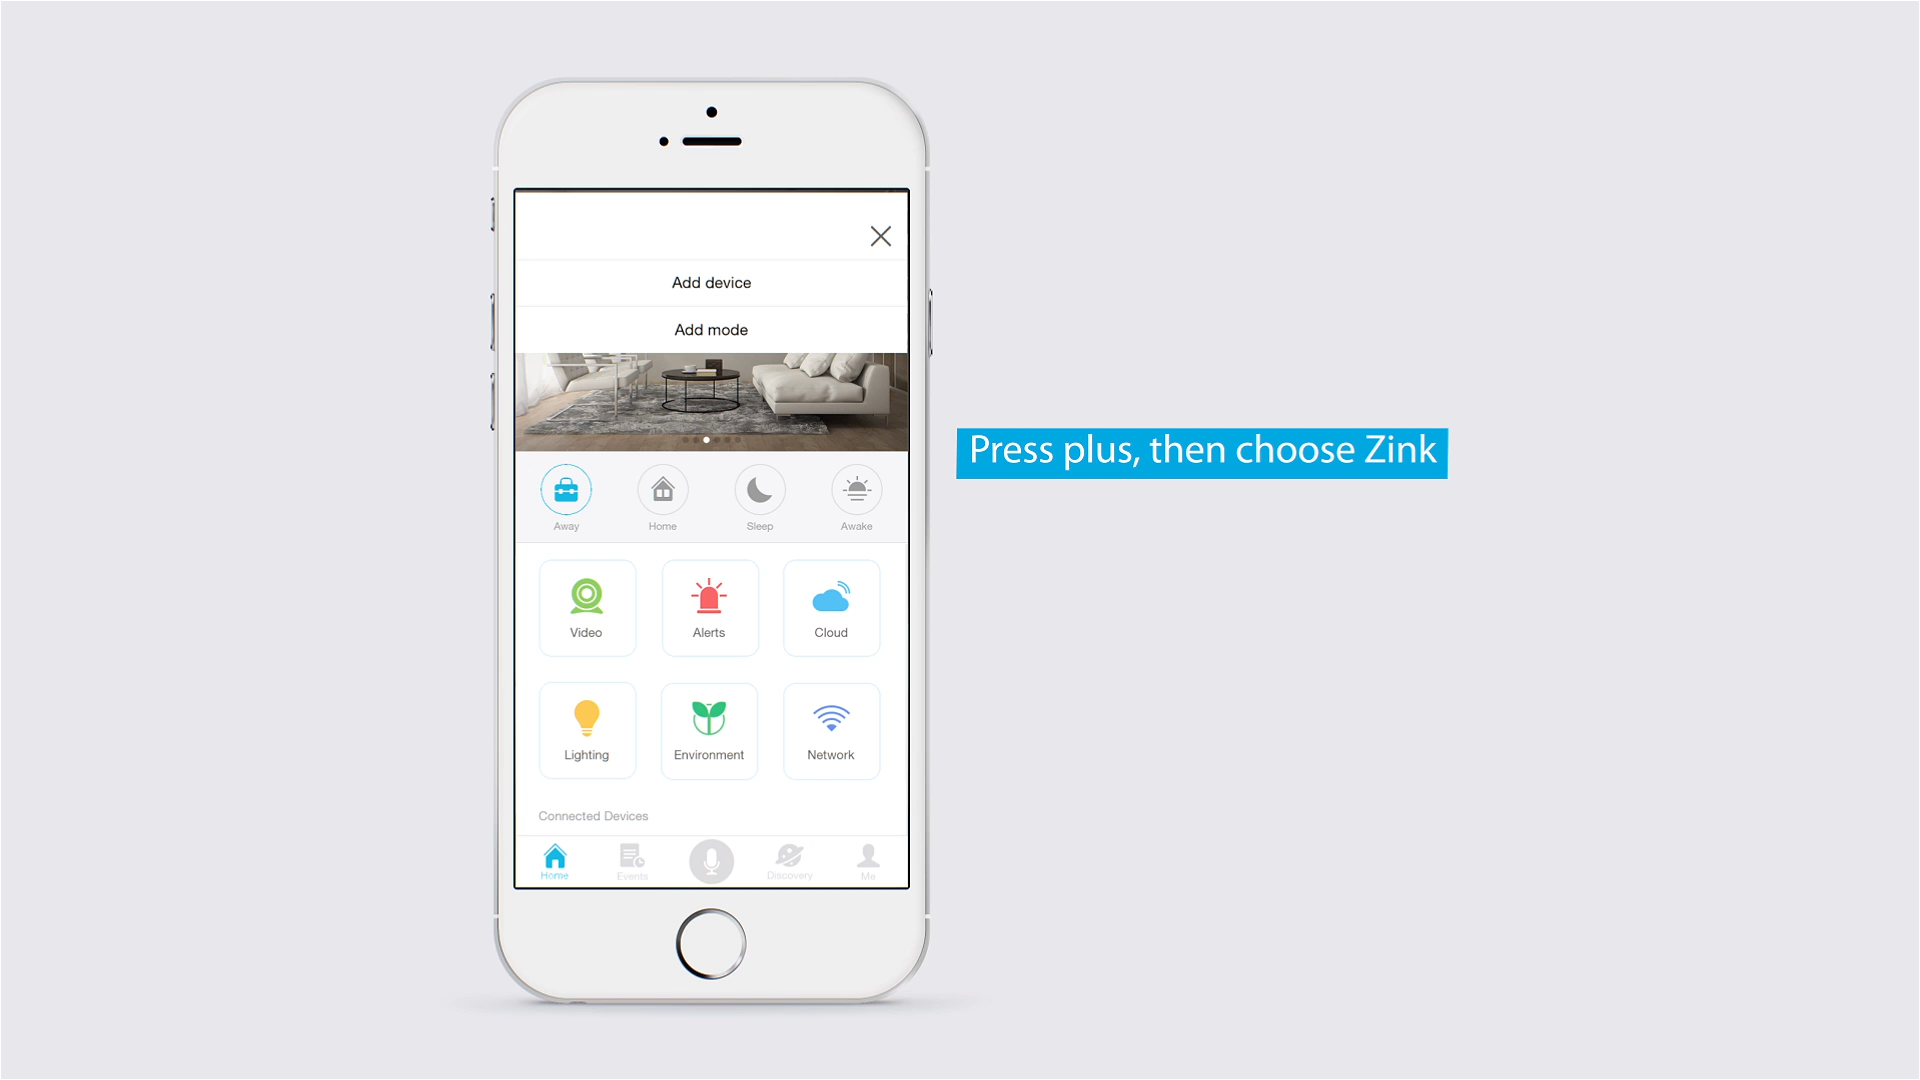 Add device
Add mode
Press plus, then choose Zink
Away
Home
Sleep
Awake
Video
Alerts
Cloud
Lighting
Environment
Network
Connected Devices
Home
Events
Discovery
Me